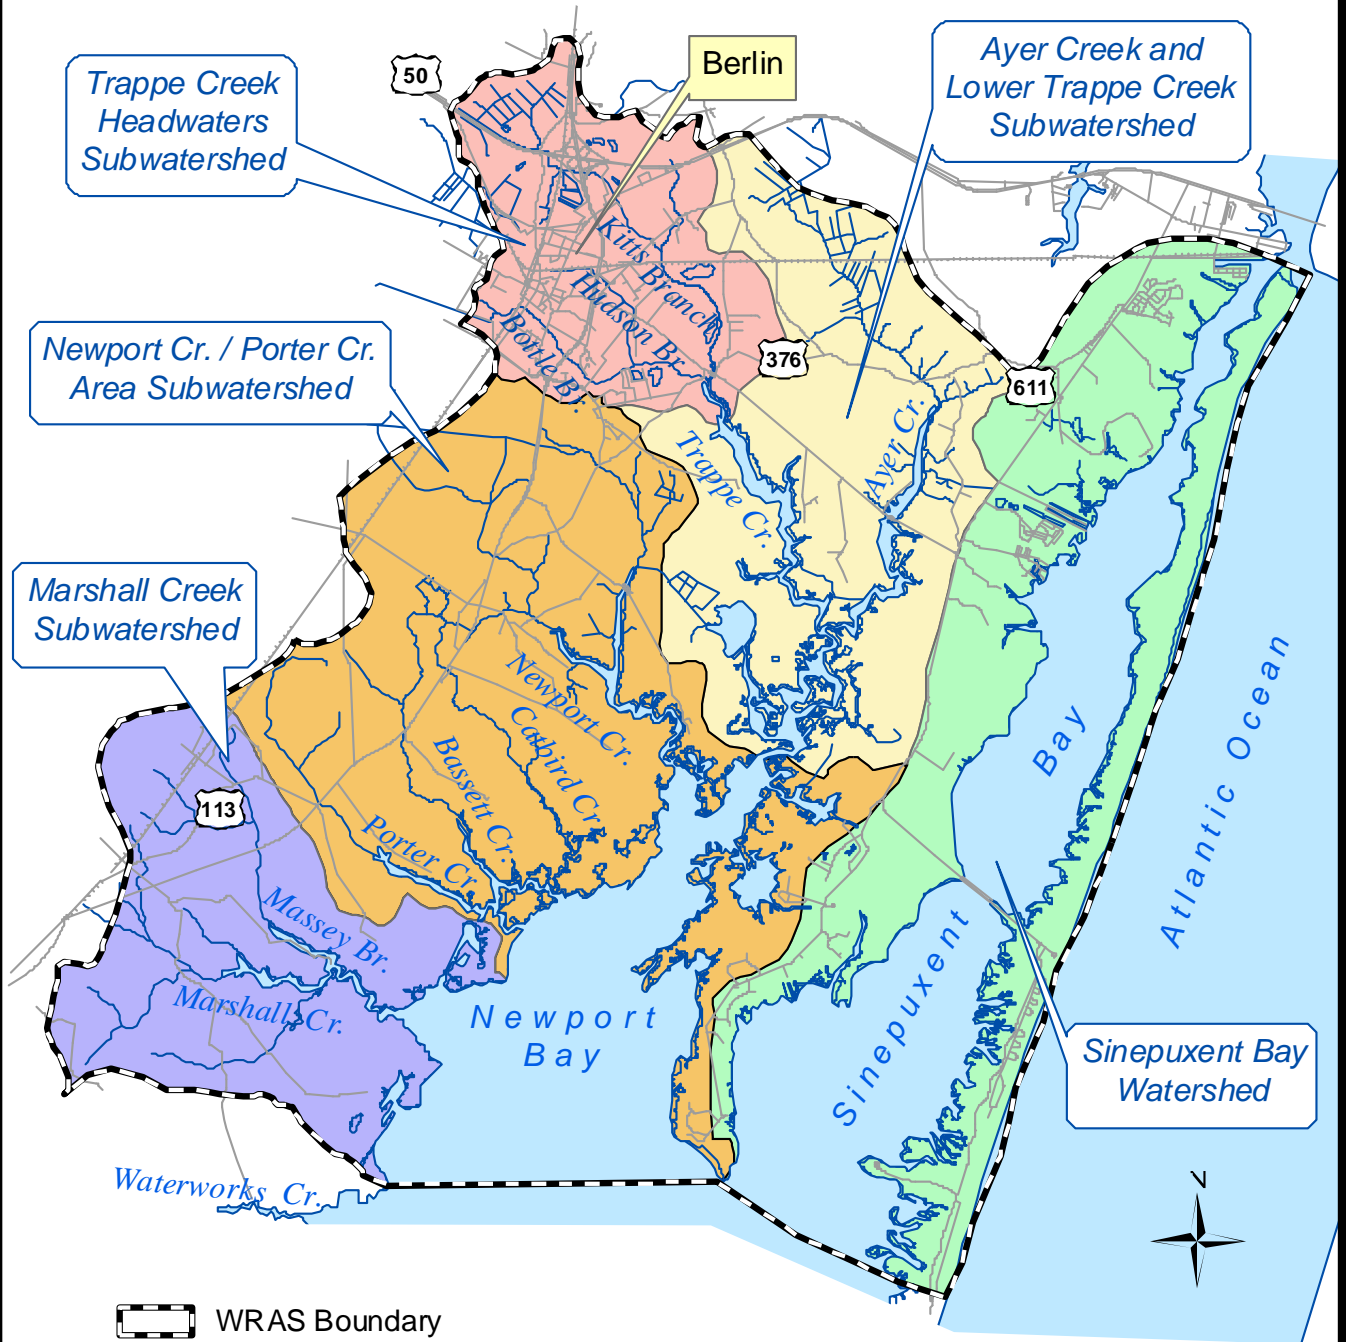 50
Trappe Creek
Headwaters
Subwatershed
Berlin
Ayer Creek and
Lower Trappe Creek
Subwatershed
Kitts Branch
Hudson Br.
Bottle Br.
Newport Cr. / Porter Cr.
Area Subwatershed
376
611
Trappe Cr.
Ayer Cr.
Marshall Creek
Subwatershed
Newport Cr.
Catbird Cr.
Bassett Cr.
Porter Cr.
113
Massey Br.
Marshall Cr.
Newport
Bay
Sinepuxent
Bay
Atlantic Ocean
Sinepuxent Bay
Watershed
Waterworks Cr.
N
WRAS Boundary